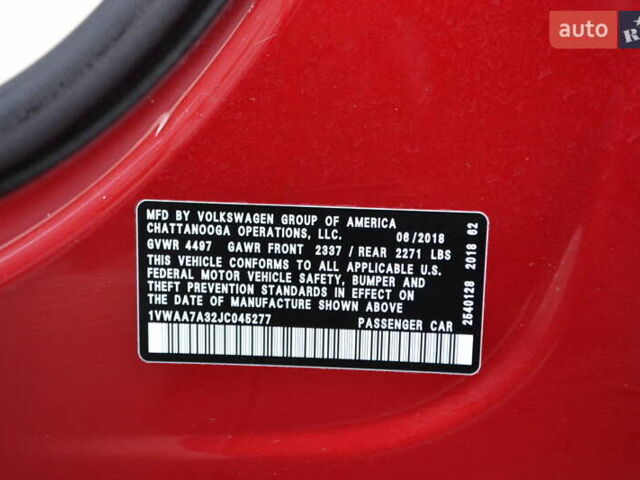 auto
R
MFD BY VOLKSWAGEN GROUP OF AMERICA
CHATTANOOGA OPERATIONS, LLC. 06/2018
GVWR 4497 GAWR FRONT 2337 / REAR 2271 LBS
THIS VEHICLE CONFORMS TO ALL APPLICABLE U.S.
FEDERAL MOTOR VEHICLE SAFETY, BUMPER AND
THEFT PREVENTION STANDARDS IN EFFECT ON
THE DATE OF MANUFACTURE SHOWN ABOVE
1VWAA7A32JC045277 PASSENGER CAR
2540128 2018 62